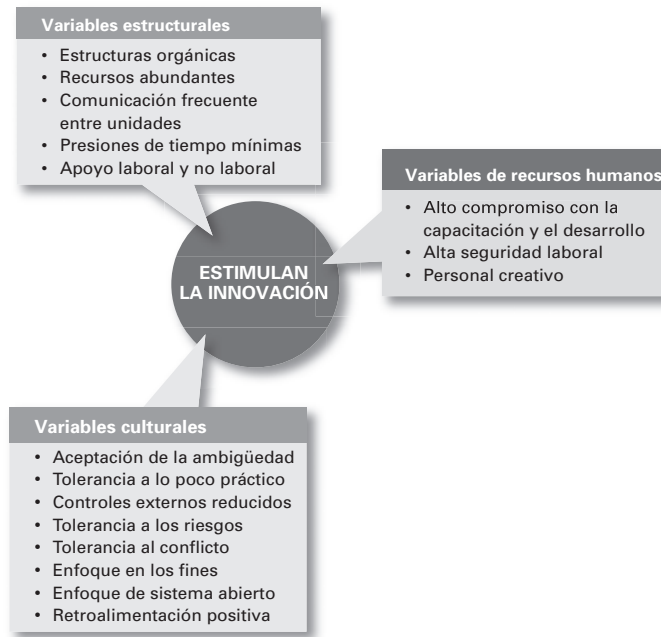 Variables estructurales
• Estructuras orgánicas
• Recursos abundantes
• Comunicación frecuente
entre unidades
• Presiones de tiempo mínimas
• Apoyo laboral y no laboral
Variables de recursos humanos
• Alto compromiso con la
capacitación y el desarrollo
• Alta seguridad laboral
• Personal creativo
ESTIMULAN
LA INNOVACIÓN
Variables culturales
• Aceptación de la ambigüedad
• Tolerancia a lo poco práctico
• Controles externos reducidos
• Tolerancia a los riesgos
• Tolerancia al conflicto
• Enfoque en los fines
• Enfoque de sistema abierto
• Retroalimentación positiva